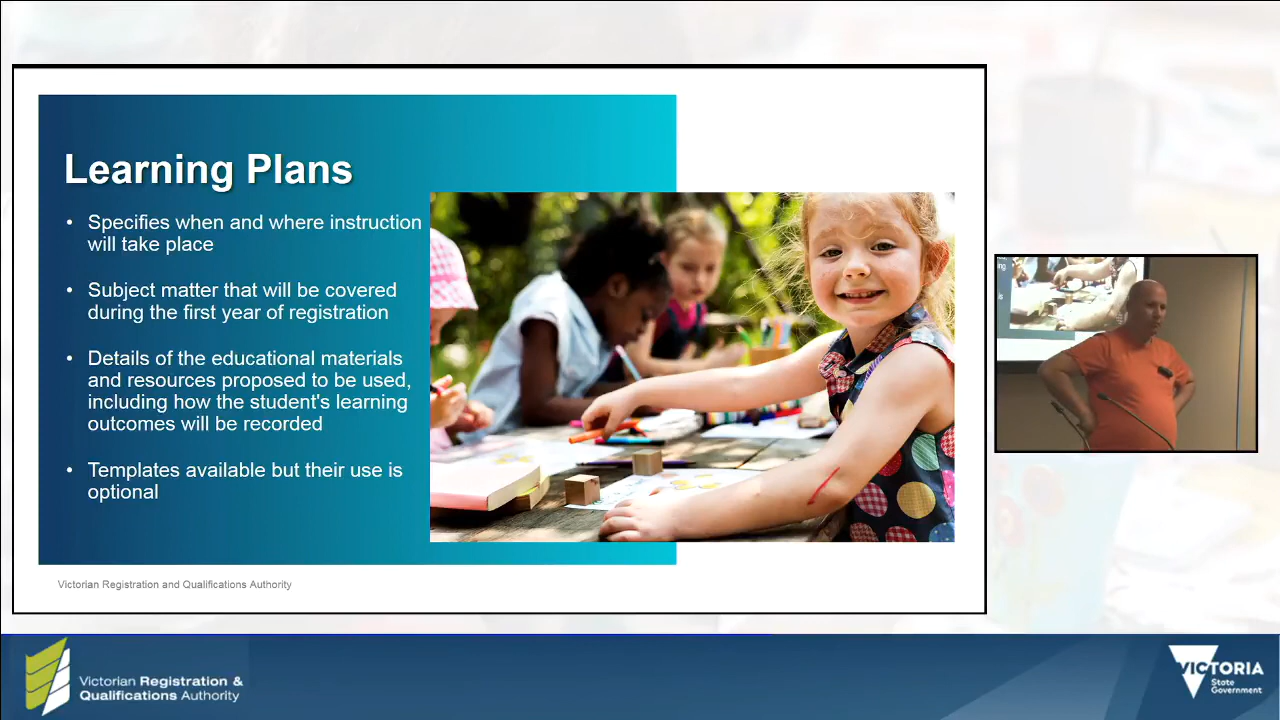 Learning Plans
• Specifies when and where instruction
will take place
• Subject matter that will be covered
during the first year of registration
• Details of the educational materials
and resources proposed to be used,
including how the student's learning
outcomes will be recorded
• Templates available but their use is
optional
Victorian Registration and Qualifications Authority
Victorian Registration &
Qualifications Authority
VICTORIA
State
Government